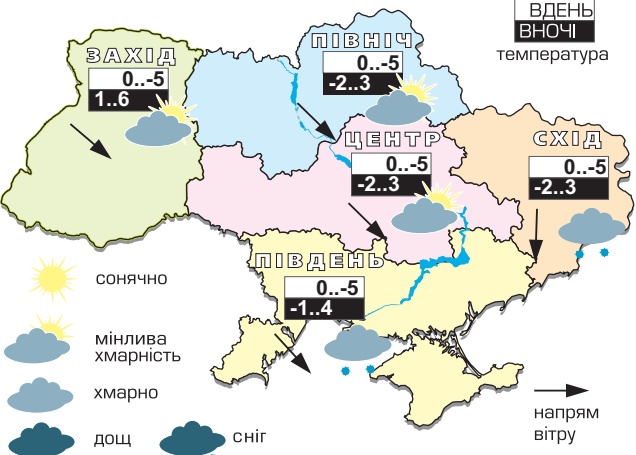 ВДЕНЬ
ВНОЧІ
температура
ЗАХІД
0..-5
1..6
ПІВНІЧ
0..-5
-2..3
ЦЕНТР
0..-5
-2..3
СХІД
0..-5
-2..3
ПІВДЕНЬ
0..-5
-1..4
сонячно
мінлива
хмарність
хмарно
дощ
сніг
напрям
вітру